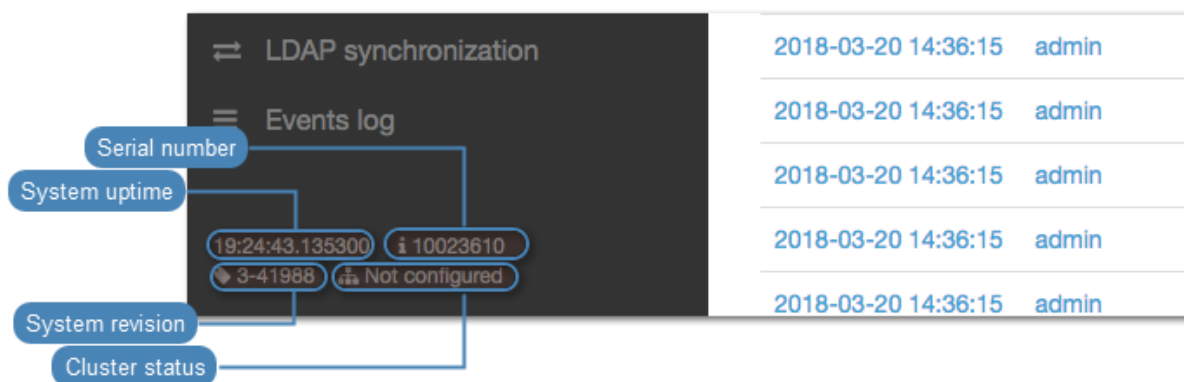 LDAP synchronization
Events log
Serial number
System uptime
19:24:43.135300
10023610
3-41988
Not configured
System revision
Cluster status
2018-03-20 14:36:15 admin
2018-03-20 14:36:15 admin
2018-03-20 14:36:15 admin
2018-03-20 14:36:15 admin
2018-03-20 14:36:15 admin